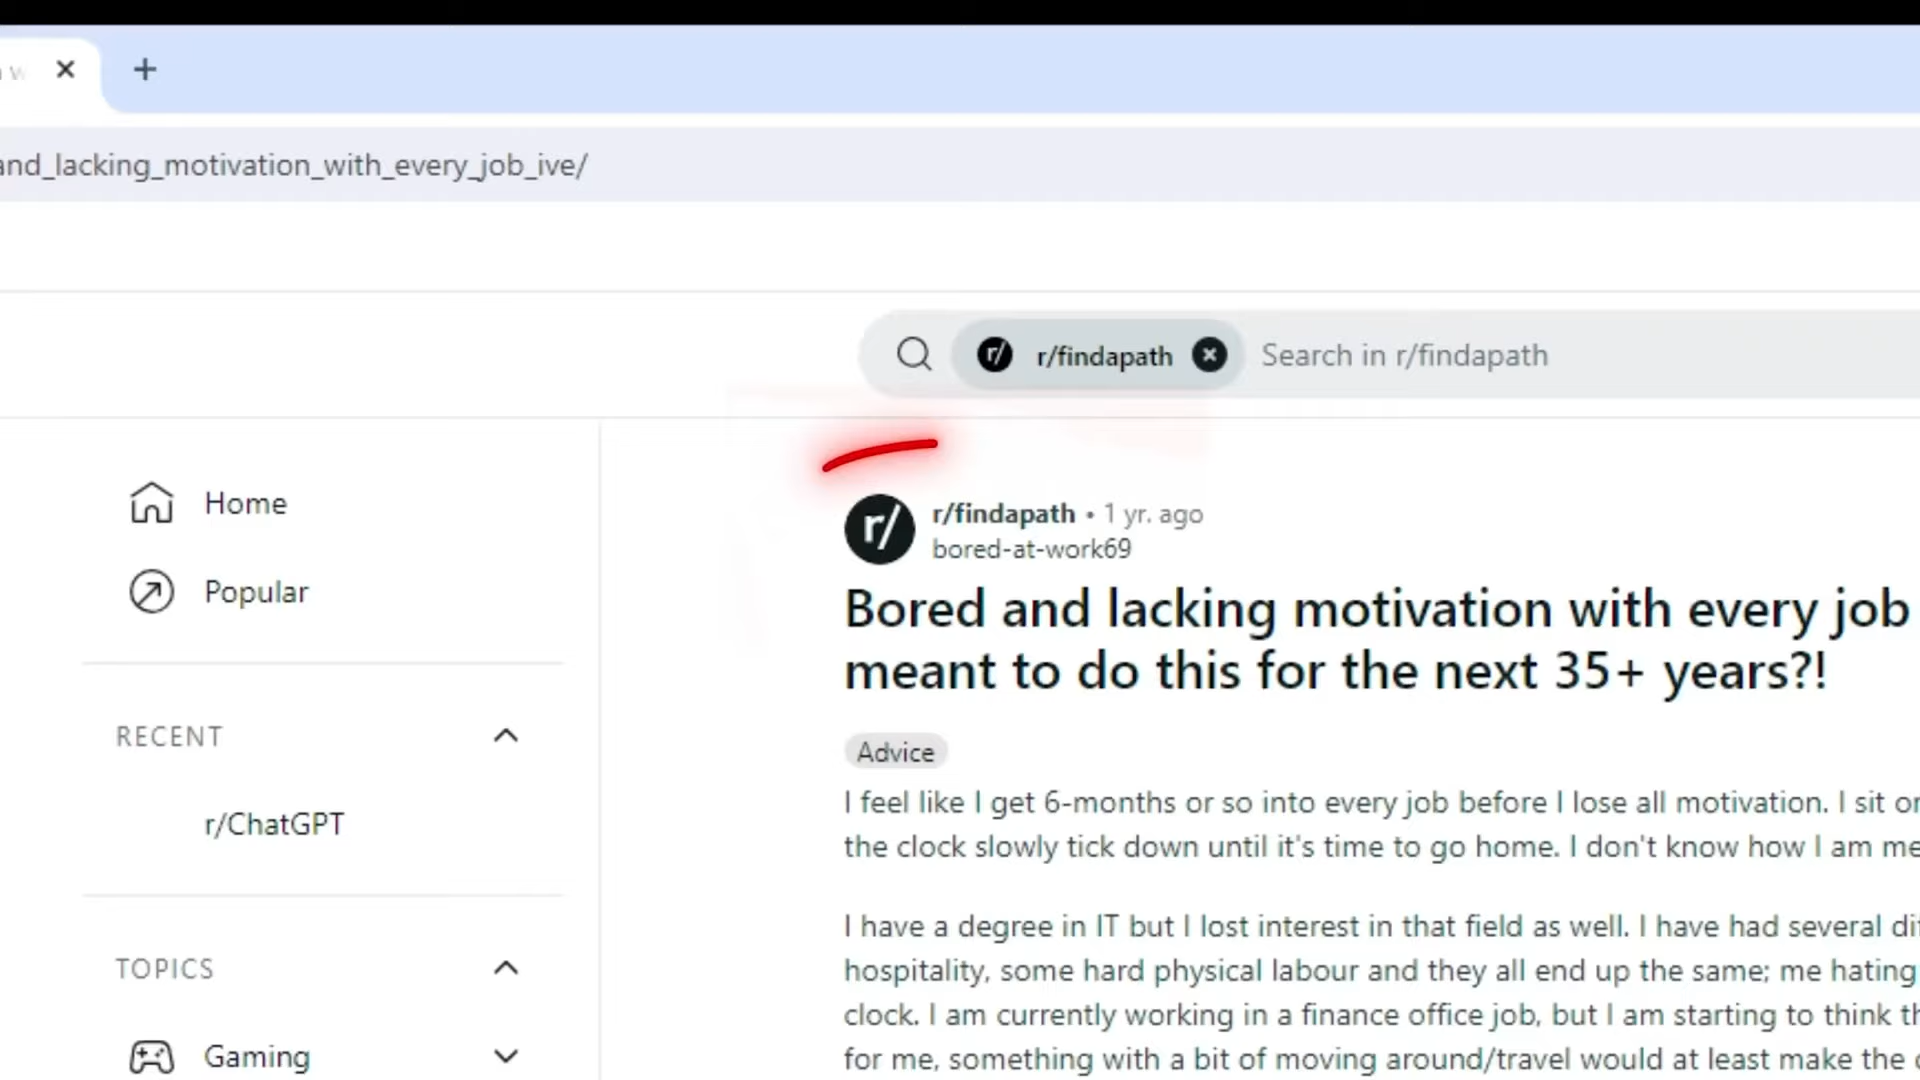 and_lacking_motivation_with_every_job_ive/
r/ r/findapath Search in r/findapath
Home
Popular
RECENT
r/ChatGPT
TOPICS
Gaming
r/ r/findapath • 1 yr. ago
bored-at-work69
Bored and lacking motivation with every job
meant to do this for the next 35+ years?!
Advice
I feel like I get 6-months or so into every job before I lose all motivation. I sit
the clock slowly tick down until it's time to go home. I don't know how I am
I have a degree in IT but I lost interest in that field as well. I have had several
hospitality, some hard physical labour and they all end up the same; me hating
clock. I am currently working in a finance office job, but I am starting to think
for me, something with a bit of moving around/travel would at least make the